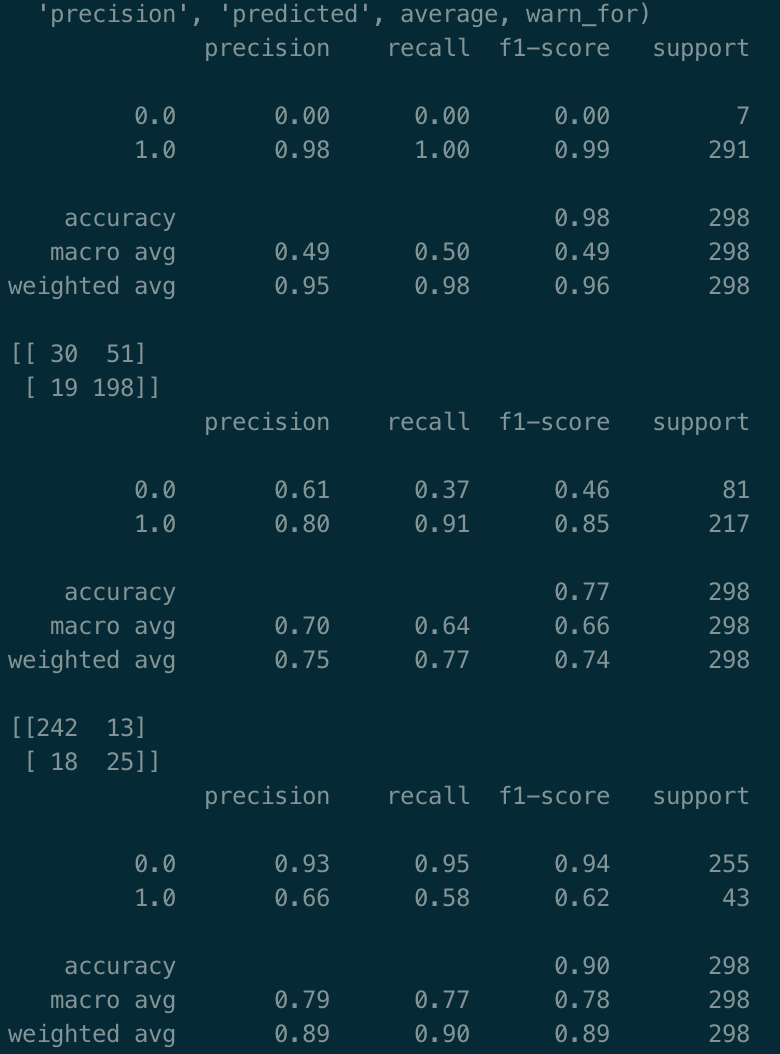 'precision', 'predicted', average, warn_for)
              precision    recall  f1-score   support

         0.0       0.00      0.00      0.00         7
         1.0       0.98      1.00      0.99       291

    accuracy                           0.98       298
   macro avg       0.49      0.50      0.49       298
weighted avg       0.95      0.98      0.96       298

[[ 30  51]
 [ 19 198]]
              precision    recall  f1-score   support

         0.0       0.61      0.37      0.46        81
         1.0       0.80      0.91      0.85       217

    accuracy                           0.77       298
   macro avg       0.70      0.64      0.66       298
weighted avg       0.75      0.77      0.74       298

[[242  13]
 [ 18  25]]
              precision    recall  f1-score   support

         0.0       0.93      0.95      0.94       255
         1.0       0.66      0.58      0.62        43

    accuracy                           0.90       298
   macro avg       0.79      0.77      0.78       298
weighted avg       0.89      0.90      0.89       298